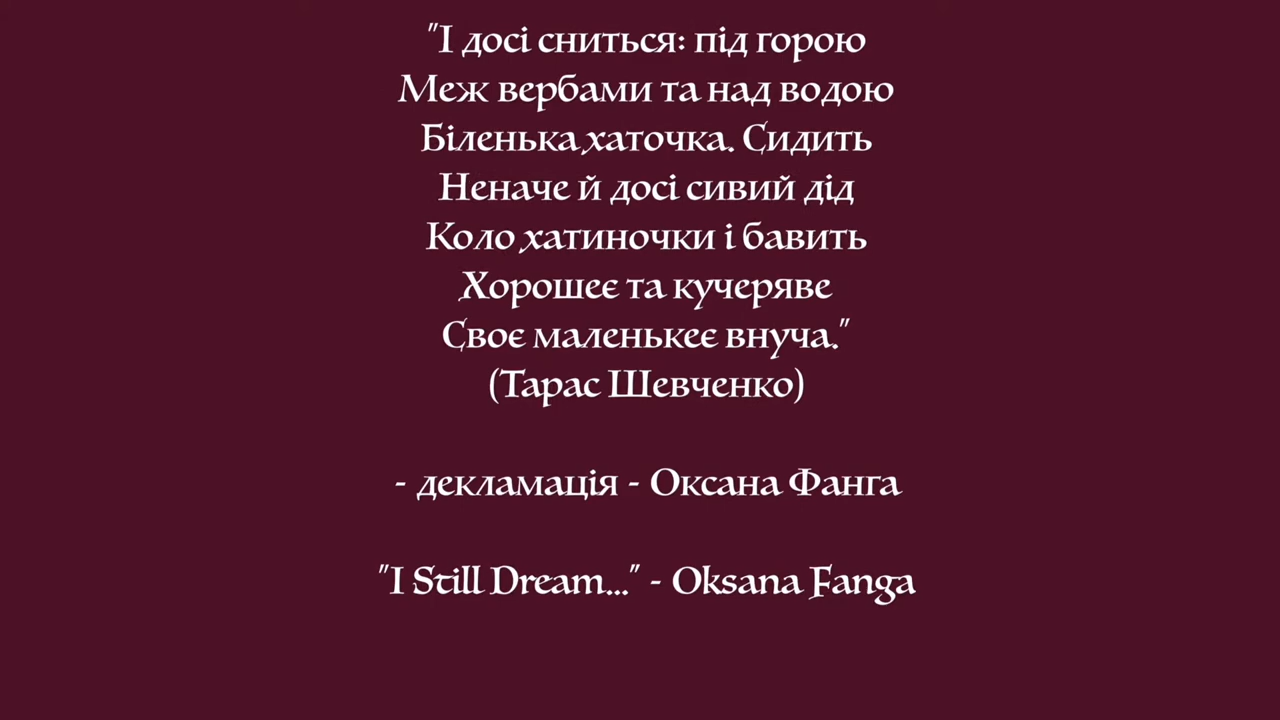 "І досі сниться: під горою
Меж вербами та над водою
Біленька хаточка. Сидить
Неначе й досі сивий дід
Коло хатиночки і бавить
Хорошеє та кучеряве
Своє маленькеє внуча."
(Тарас Шевченко)
- декламація - Оксана Фанга
"I Still Dream..." - Oksana Fanga